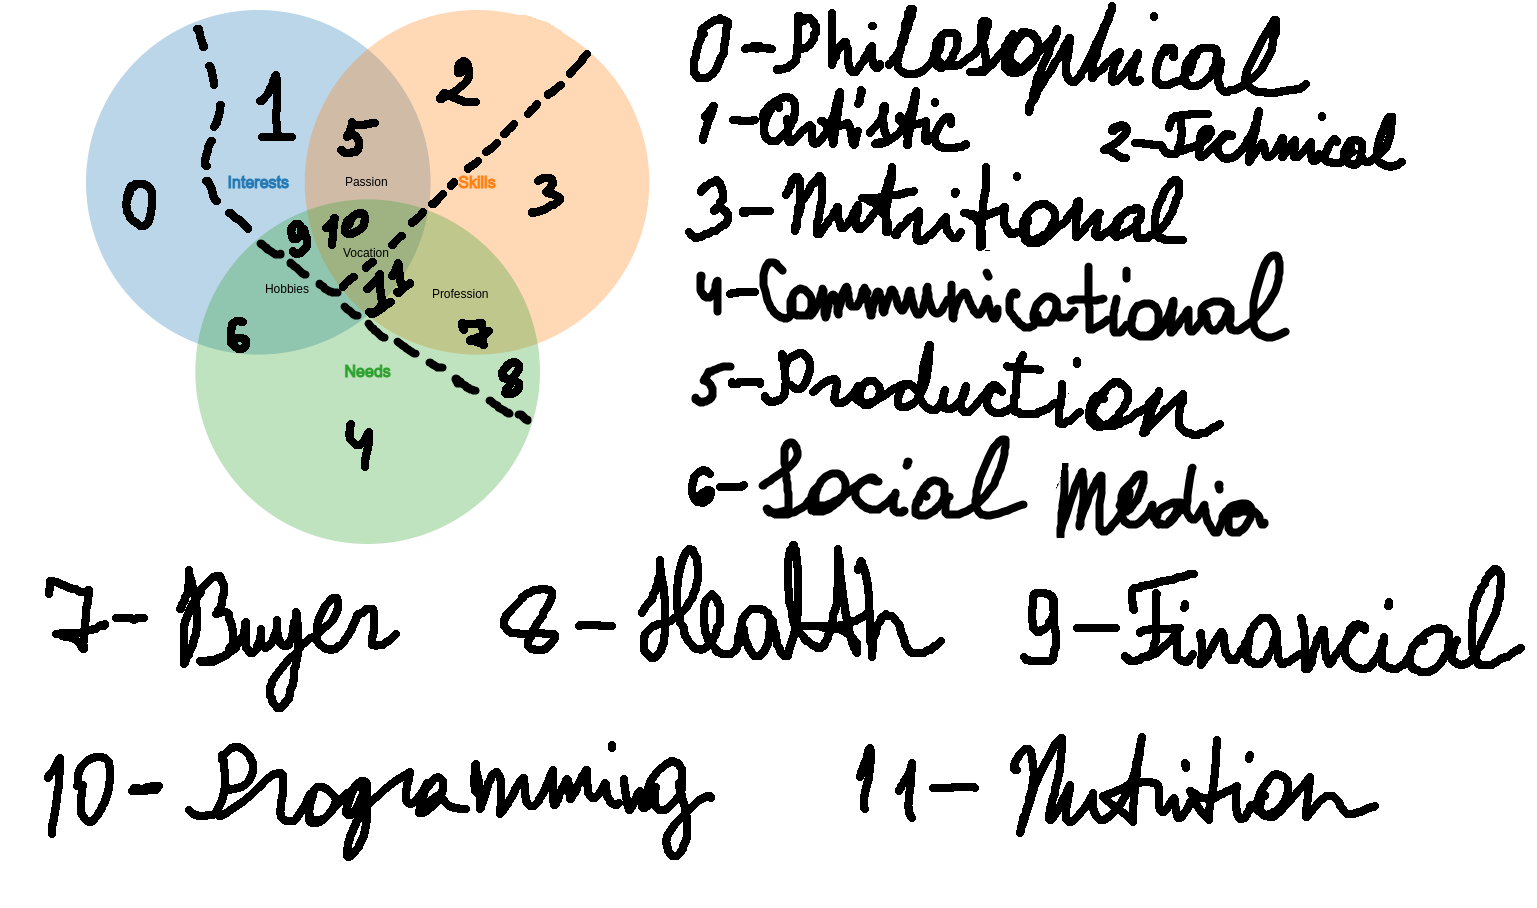 1
2
5
Interests
Passion
Skills
0
3
9
10
Vocation
11
Hobbies
Profession
6
7
Needs
8
4
0 - Philosophical
1 - Artistic 2 - Technical
3 - Nutritional
4 - Communicational
5 - Production
6 - Social Media
7 - Buyer 8 - Health 9 - Financial
10 - Programming 11 - Nutrition